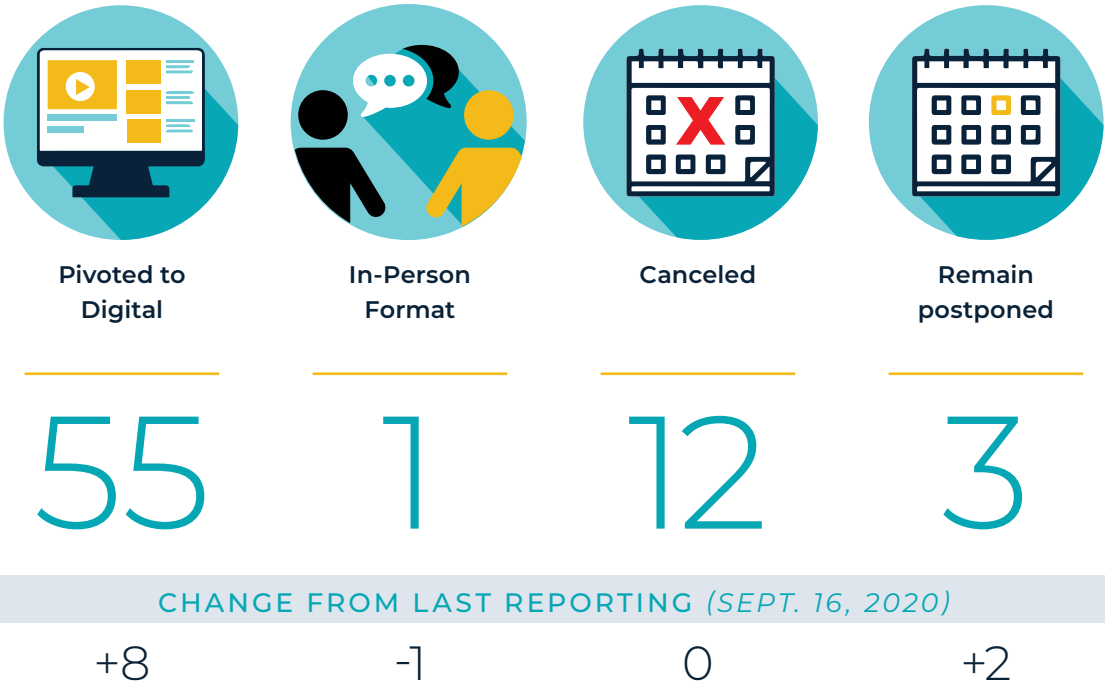 Pivoted to
Digital
In-Person
Format
Canceled
Remain
postponed
55
1
12
3
CHANGE FROM LAST REPORTING (SEPT. 16, 2020)
+8
-1
0
+2